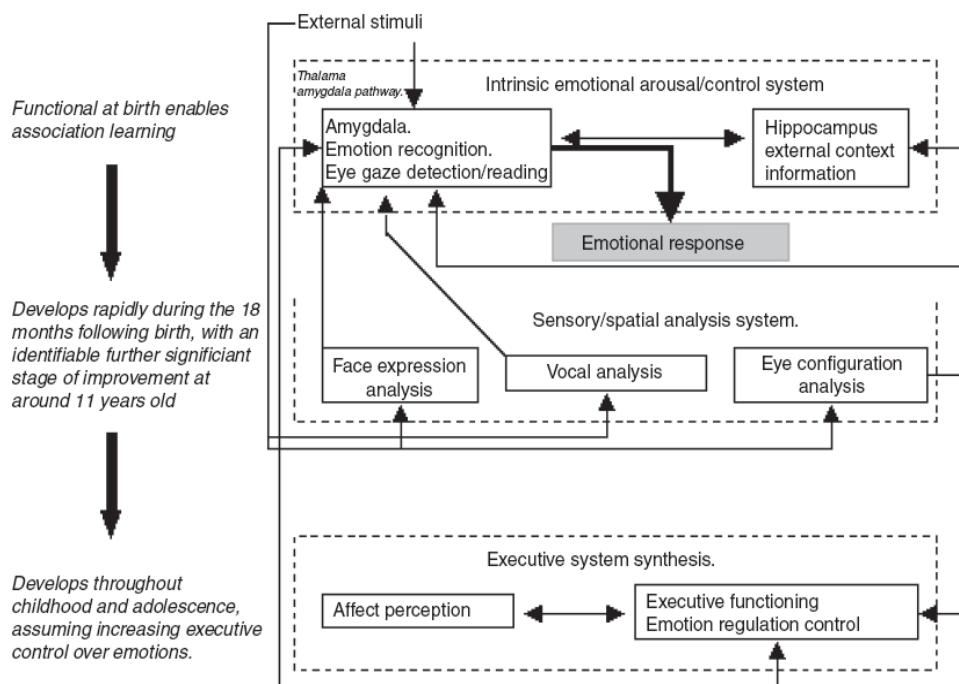 External stimuli
Thalama
amygdala pathway.
Intrinsic emotional arousal/control system
Functional at birth enables
association learning
Amygdala.
Emotion recognition.
Eye gaze detection/reading
Hippocampus
external context
information
Emotional response
Develops rapidly during the 18
months following birth, with an
identifiable further significiant
stage of improvement at
around 11 years old
Sensory/spatial analysis system.
Face expression
analysis
Vocal analysis
Eye configuration
analysis
Develops throughout
childhood and adolescence,
assuming increasing executive
control over emotions.
Executive system synthesis.
Affect perception
Executive functioning
Emotion regulation control